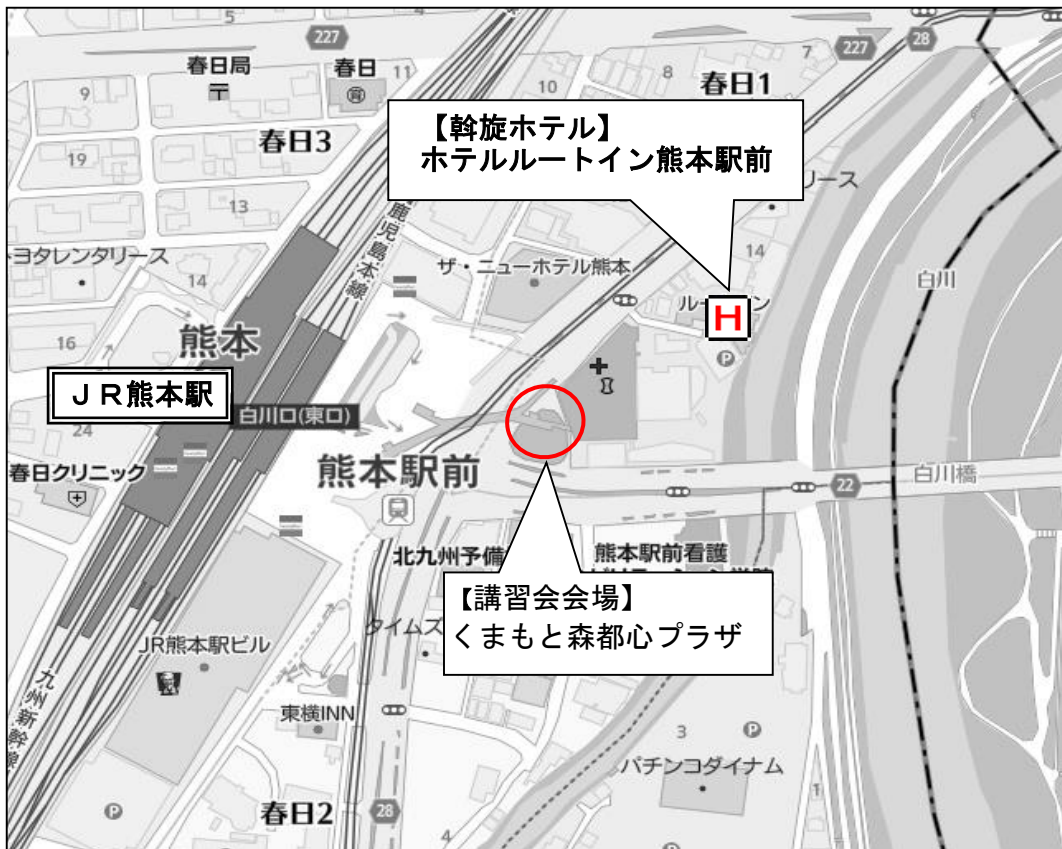 5
28
227
227
28
7
春日局
春日
11
8
9
10
春日1
【斡旋ホテル】
ホテルルートイン熊本駅前
春日3
19
リース
13
鹿児島本線
14
トヨタレンタリース
ザ・ニューホテル熊本
白川
14
ル
ン
H
P
16
熊本
JR熊本駅
白川口(東口)
24
春日クリニック
熊本駅前
白川橋
22
北九州予備
熊本駅前看護
【講習会会場】
くまもと森都心プラザ
タイムズ
JR熊本駅ビル
九州新幹線
東横INN
3
P
パチンコダイナム
1
P
春日2
28
4
P